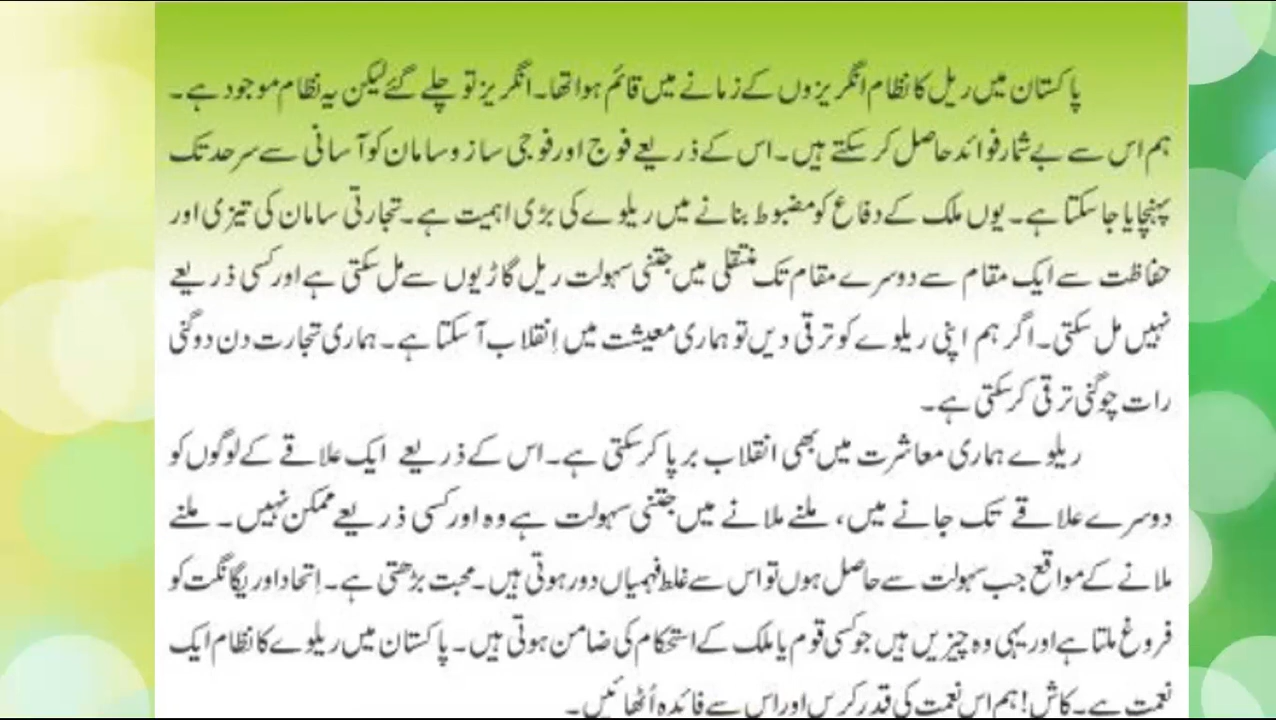 پاکستان میں ریل کا نظام انگریزوں کے زمانے میں قائم ہوا تھا۔ انگریز تو چلے گئے لیکن یہ نظام موجود ہے۔
ہم اس سے بے شمار فوائد حاصل کر سکتے ہیں۔ اس کے ذریعے فوج اور فوجی ساز و سامان کو آسانی سے سرحد تک
پہنچایا جا سکتا ہے۔ یوں ملک کے دفاع کو مضبوط بنانے میں ریلوے کی بڑی اہمیت ہے۔ تجارتی سامان کی تیزی اور
حفاظت سے ایک مقام سے دوسرے مقام تک منتقلی میں جتنی سہولت ریل گاڑیوں سے مل سکتی ہے اور کسی ذریعے
نہیں مل سکتی۔ اگر ہم اپنی ریلوے کو ترقی دیں تو ہماری معیشت میں اِنقلاب آ سکتا ہے۔ ہماری تجارت دن دوگنی
رات چوگنی ترقی کر سکتی ہے۔
ریلوے ہماری معاشرت میں بھی انقلاب برپا کر سکتی ہے۔ اس کے ذریعے ایک علاقے کے لوگوں کو
دوسرے علاقے تک جانے میں، ملنے ملانے میں جتنی سہولت ہے وہ اور کسی ذریعے ممکن نہیں۔ ملنے
ملانے کے مواقع جب سہولت سے حاصل ہوں تو اس سے غلط فہمیاں دور ہوتی ہیں۔ محبت بڑھتی ہے۔ اِتحاد اور یگانگت کو
فروغ ملتا ہے اور یہی وہ چیزیں ہیں جو کسی قوم یا ملک کے استحکام کی ضامن ہوتی ہیں۔ پاکستان میں ریلوے کا نظام ایک
نعمت ہے۔ کاش! ہم اس نعمت کی قدر کریں اور اس سے فائدہ اُٹھائیں۔